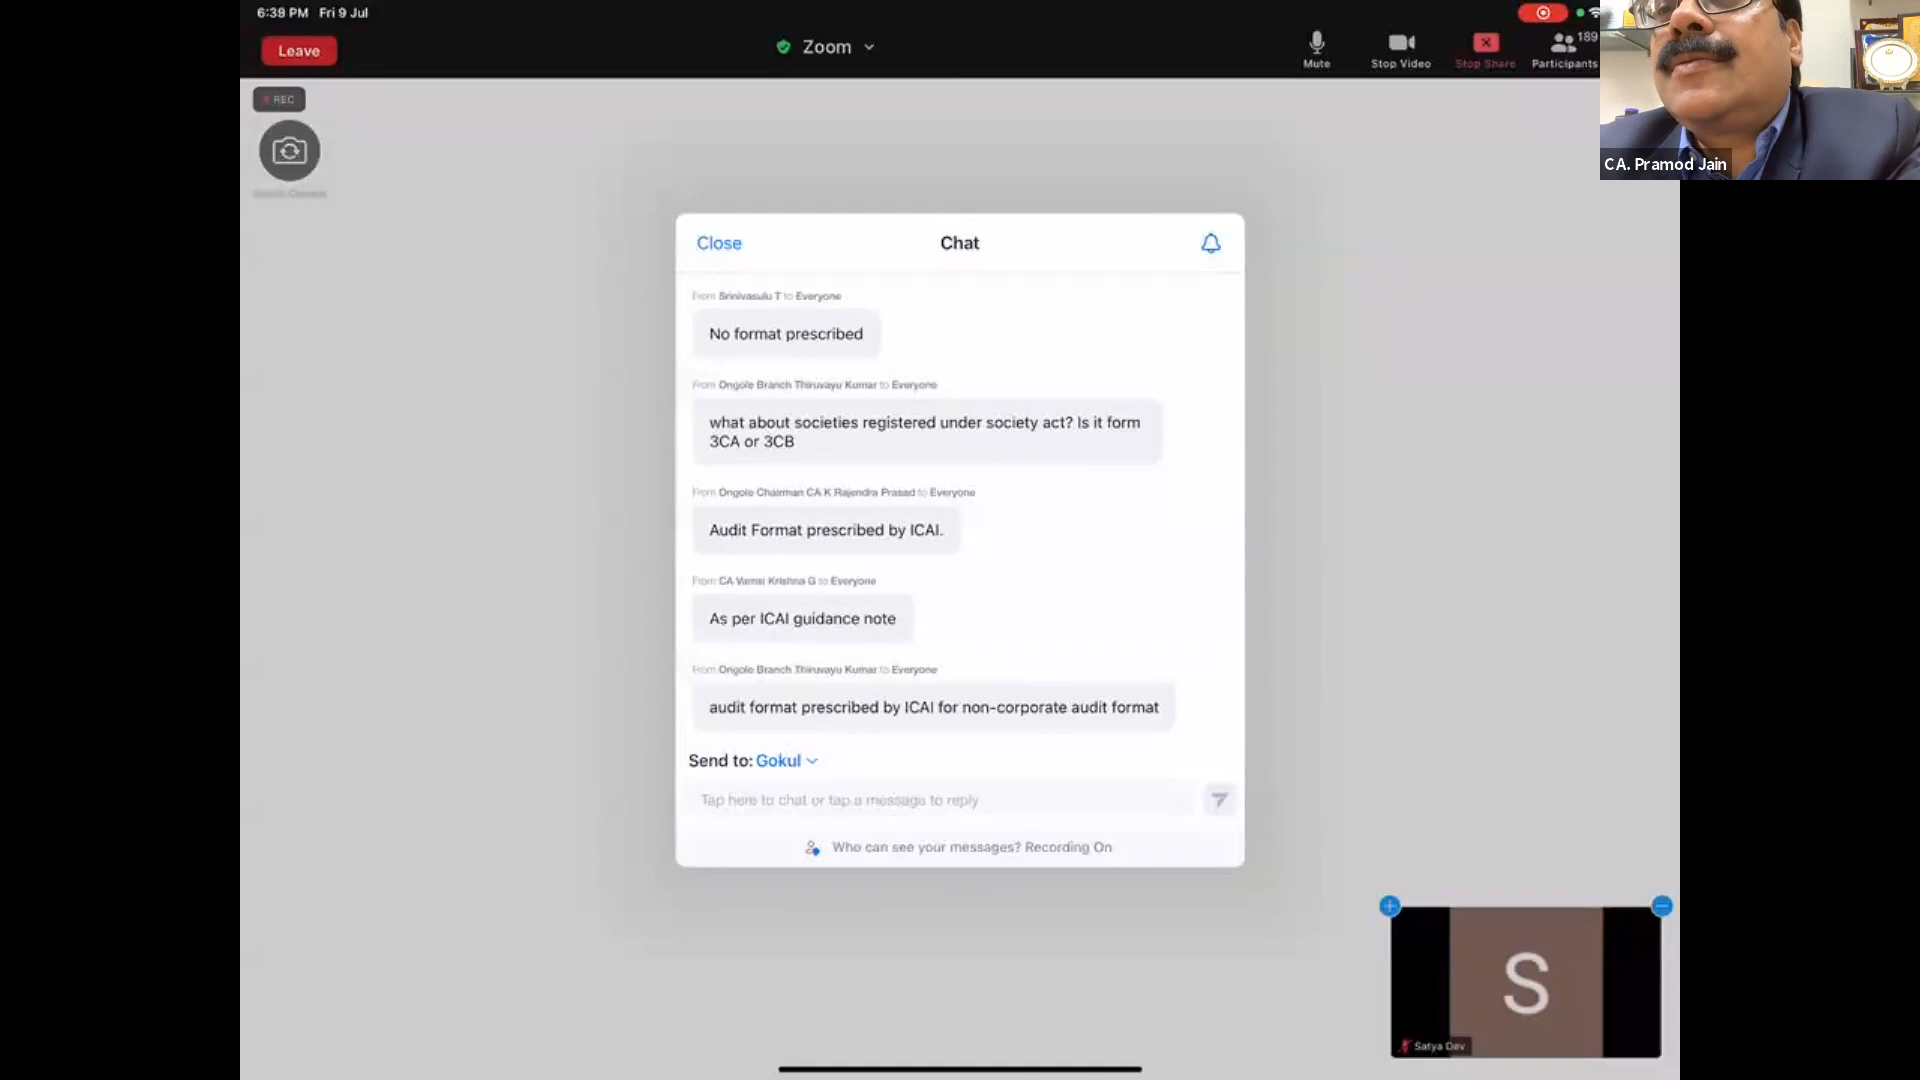 6:39 PM Fri 9 Jul
Leave
Zoom
Mute
Stop Video
Stop Share
189
Participants
CA. Pramod Jain
REC
Close
Chat
From Srinivasulu T to Everyone
No format prescribed
From Ongole Branch Thiruvayu Kumar to Everyone
what about societies registered under society act? Is it form
3CA or 3CB
From Ongole Chairman CA K Rajendra Prasad to Everyone
Audit Format prescribed by ICAI.
From CA Vamsi Krishna G to Everyone
As per ICAI guidance note
From Ongole Branch Thiruvayu Kumar to Everyone
audit format prescribed by ICAI for non-corporate audit format
Send to: Gokul
Tap here to chat or tap a message to reply
Who can see your messages? Recording On
S
Satya Dev